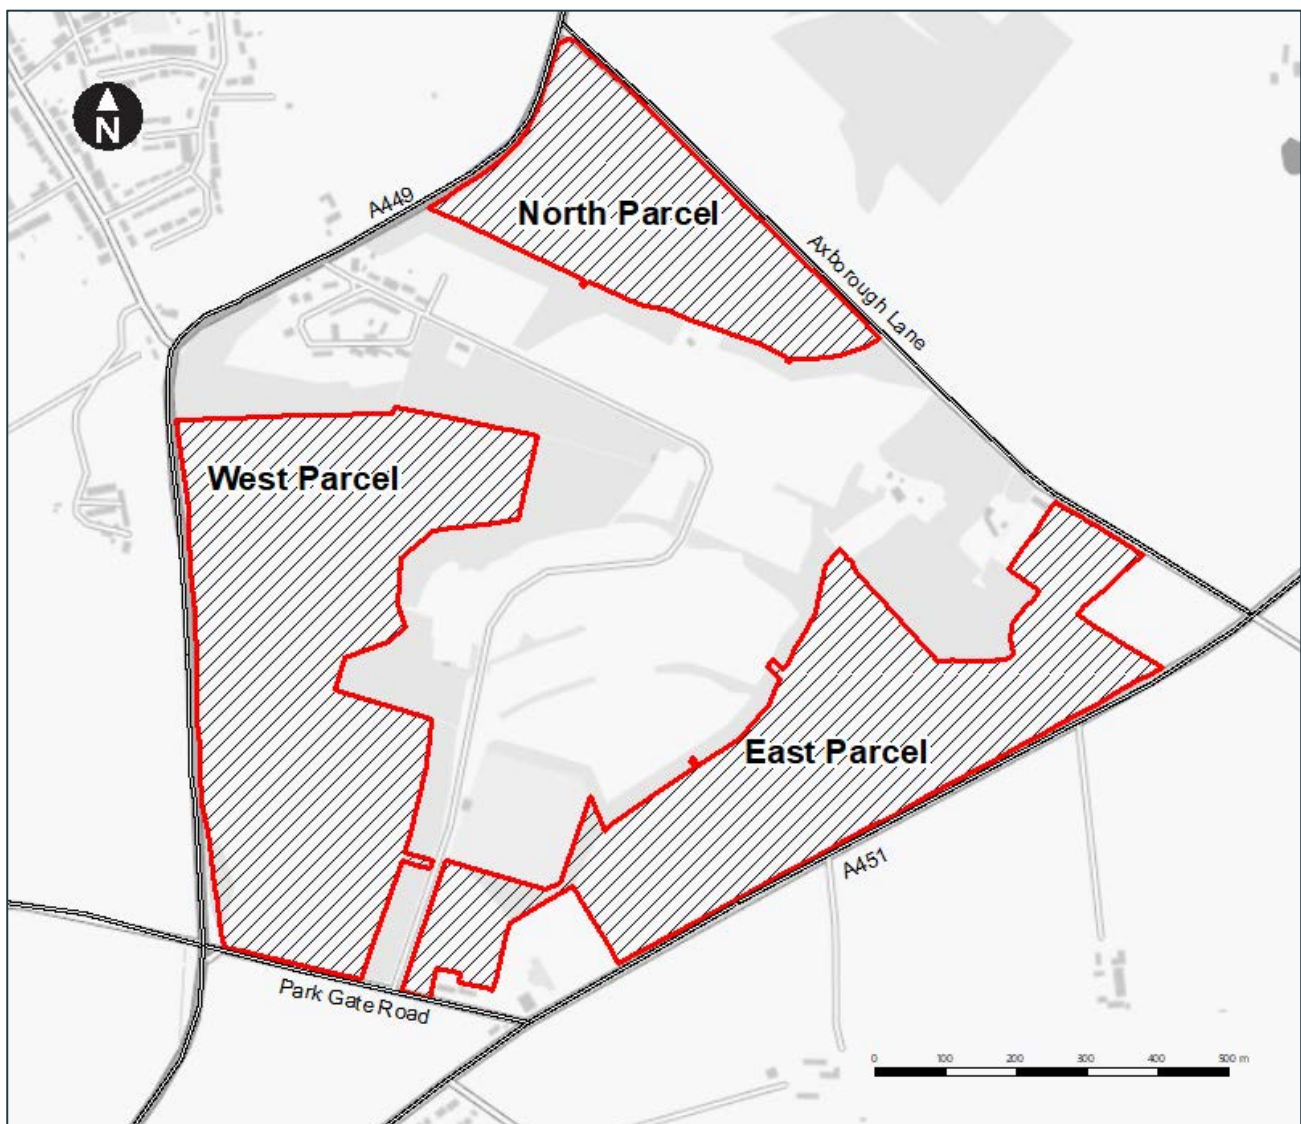 N
A449
North Parcel
Axborough Lane
West Parcel
East Parcel
A451
Park Gate Road
0 100 200 300 400 500 m